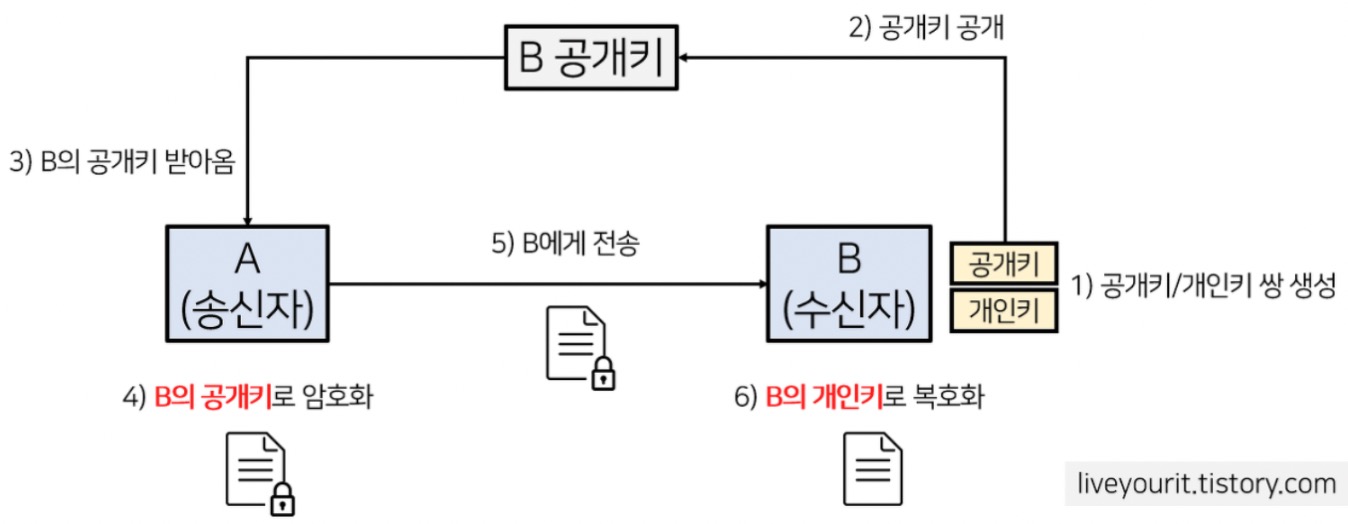 2) 공개키 공개
B 공개키
3) B의 공개키 받아옴
A
(송신자)
5) B에게 전송
B
(수신자)
공개키
개인키
1) 공개키/개인키 쌍 생성
4) B의 공개키로 암호화
6) B의 개인키로 복호화
liveyourit.tistory.com